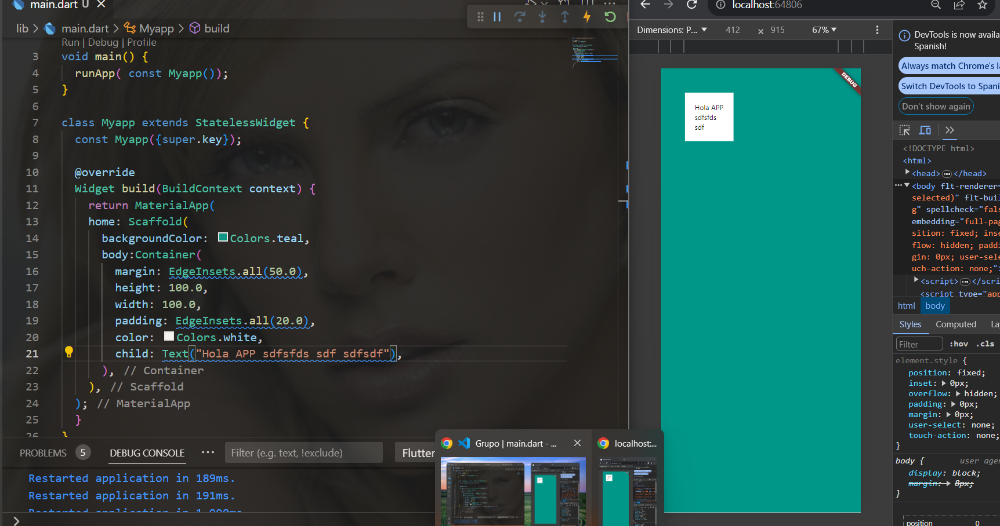 main.dart U
lib > main.dart > Myapp > build
Run | Debug | Profile
3 void main() {
4 runApp( const Myapp());
5 }
6
7 class Myapp extends StatelessWidget {
8 const Myapp({super.key});
9
10 @override
11 Widget build(BuildContext context) {
12 return MaterialApp(
13 home: Scaffold(
14 backgroundColor: Colors.teal,
15 body:Container(
16 margin: EdgeInsets.all(50.0),
17 height: 100.0,
18 width: 100.0,
19 padding: EdgeInsets.all(20.0),
20 color: Colors.white,
21 child: Text("Hola APP sdfsfds sdf sdfsdf"),
22 ), // Container
23 ), // Scaffold
24 ); // MaterialApp
25 }
26 }
PROBLEMS 5 DEBUG CONSOLE ··· Filter (e.g. text, !exclude) Flutter
Restarted application in 189ms.
Restarted application in 191ms.
Grupo | main.dart - ...
localhost:...
localhost:64806
Dimensions: P... 412 × 915 67%
DEBUG
Hola APP
sdfsfds
sdf
DevTools is now availa
Spanish!
Always match Chrome's la
Switch DevTools to Spani
Don't show again
<!DOCTYPE html>
<html>
<head> ··· </head>
··· <body flt-renderer=
selected)" flt-buil
g" spellcheck="fals
embedding="full-pag
sition: fixed; inse
flow: hidden; paddi
gin: 0px; user-sele
uch-action: none;">
<script> ··· </scri
<script type="app
html body
Styles Computed La
Filter :hov .cls
element.style {
position: fixed;
inset: 0px;
overflow: hidden;
padding: 0px;
margin: 0px;
user-select: none;
touch-action: none;
}
body { user agen
display: block;
margin: 8px;
}
position 0